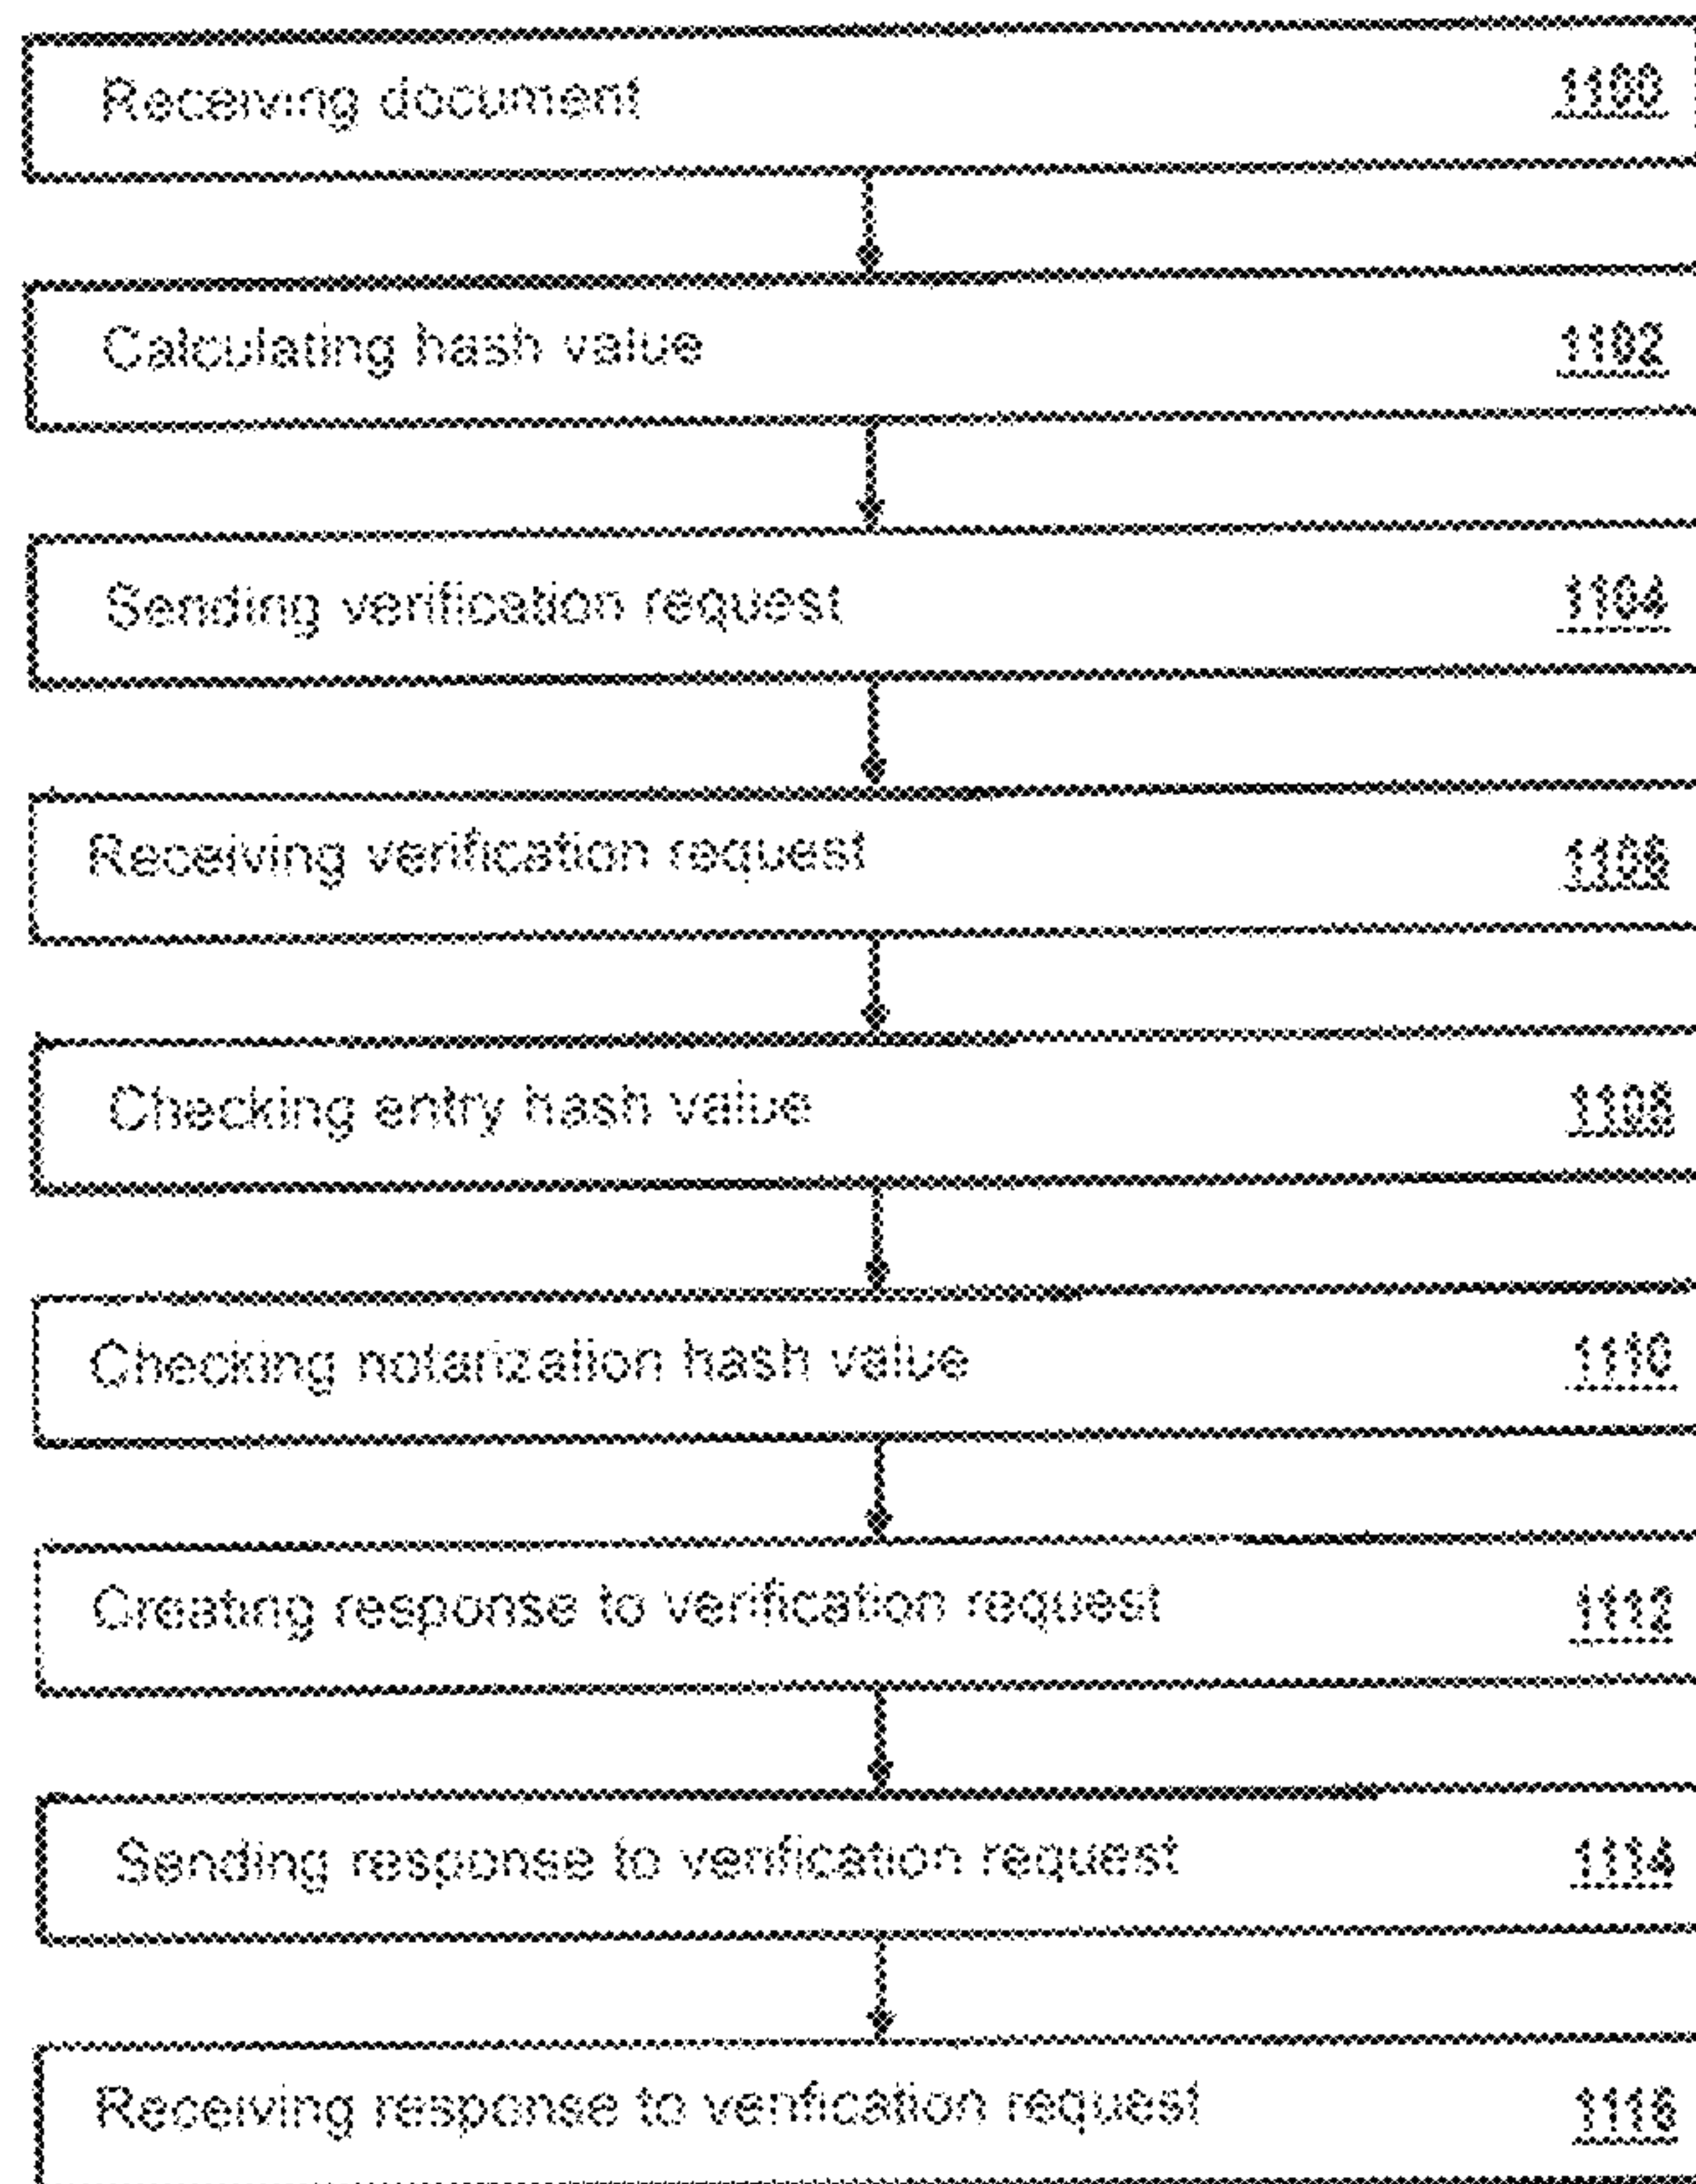 Receiving document 1100
Calculating hash value 1102
Sending verification request 1104
Receiving verification request 1106
Checking entry hash value 1108
Checking notarization hash value 1110
Creating response to verification request 1112
Sending response to verification request 1114
Receiving response to verification request 1116